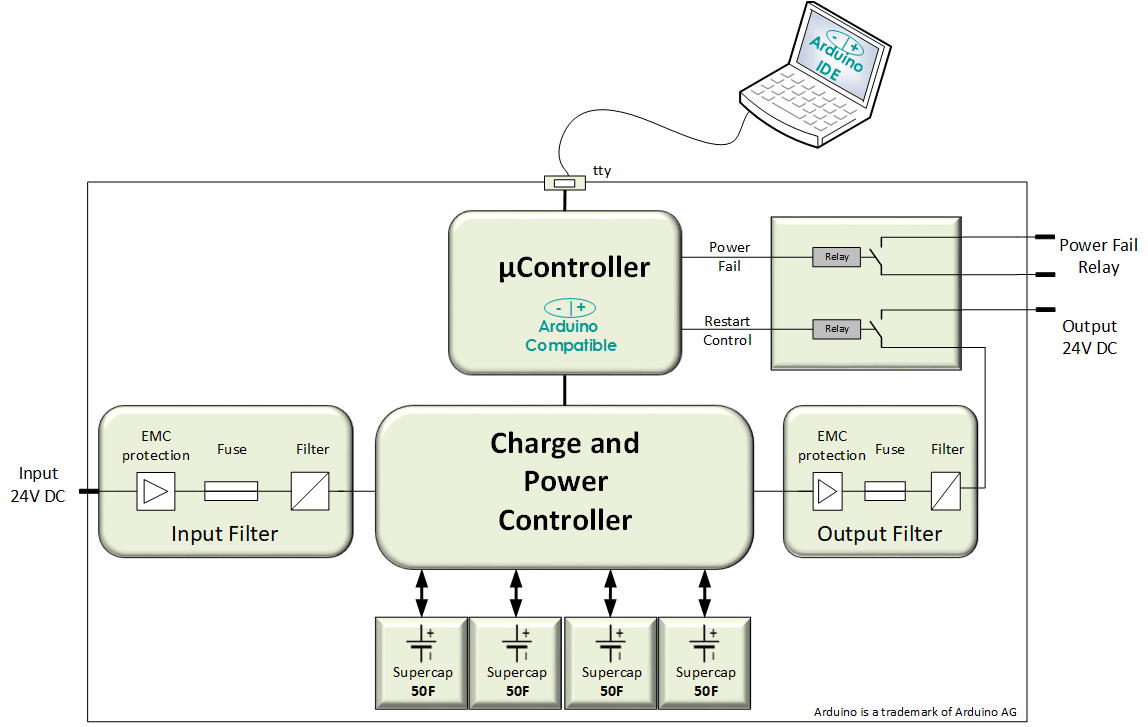 - +
Arduino
IDE
tty
µController
- +
Arduino
Compatible
Power
Fail
Relay
Power Fail
Relay
Restart
Control
Relay
Output
24V DC
Input
24V DC
EMC
protection
Fuse
Filter
Input Filter
Charge and
Power
Controller
EMC
protection
Fuse
Filter
Output Filter
+
Supercap
50F
+
Supercap
50F
+
Supercap
50F
+
Supercap
50F
Arduino is a trademark of Arduino AG